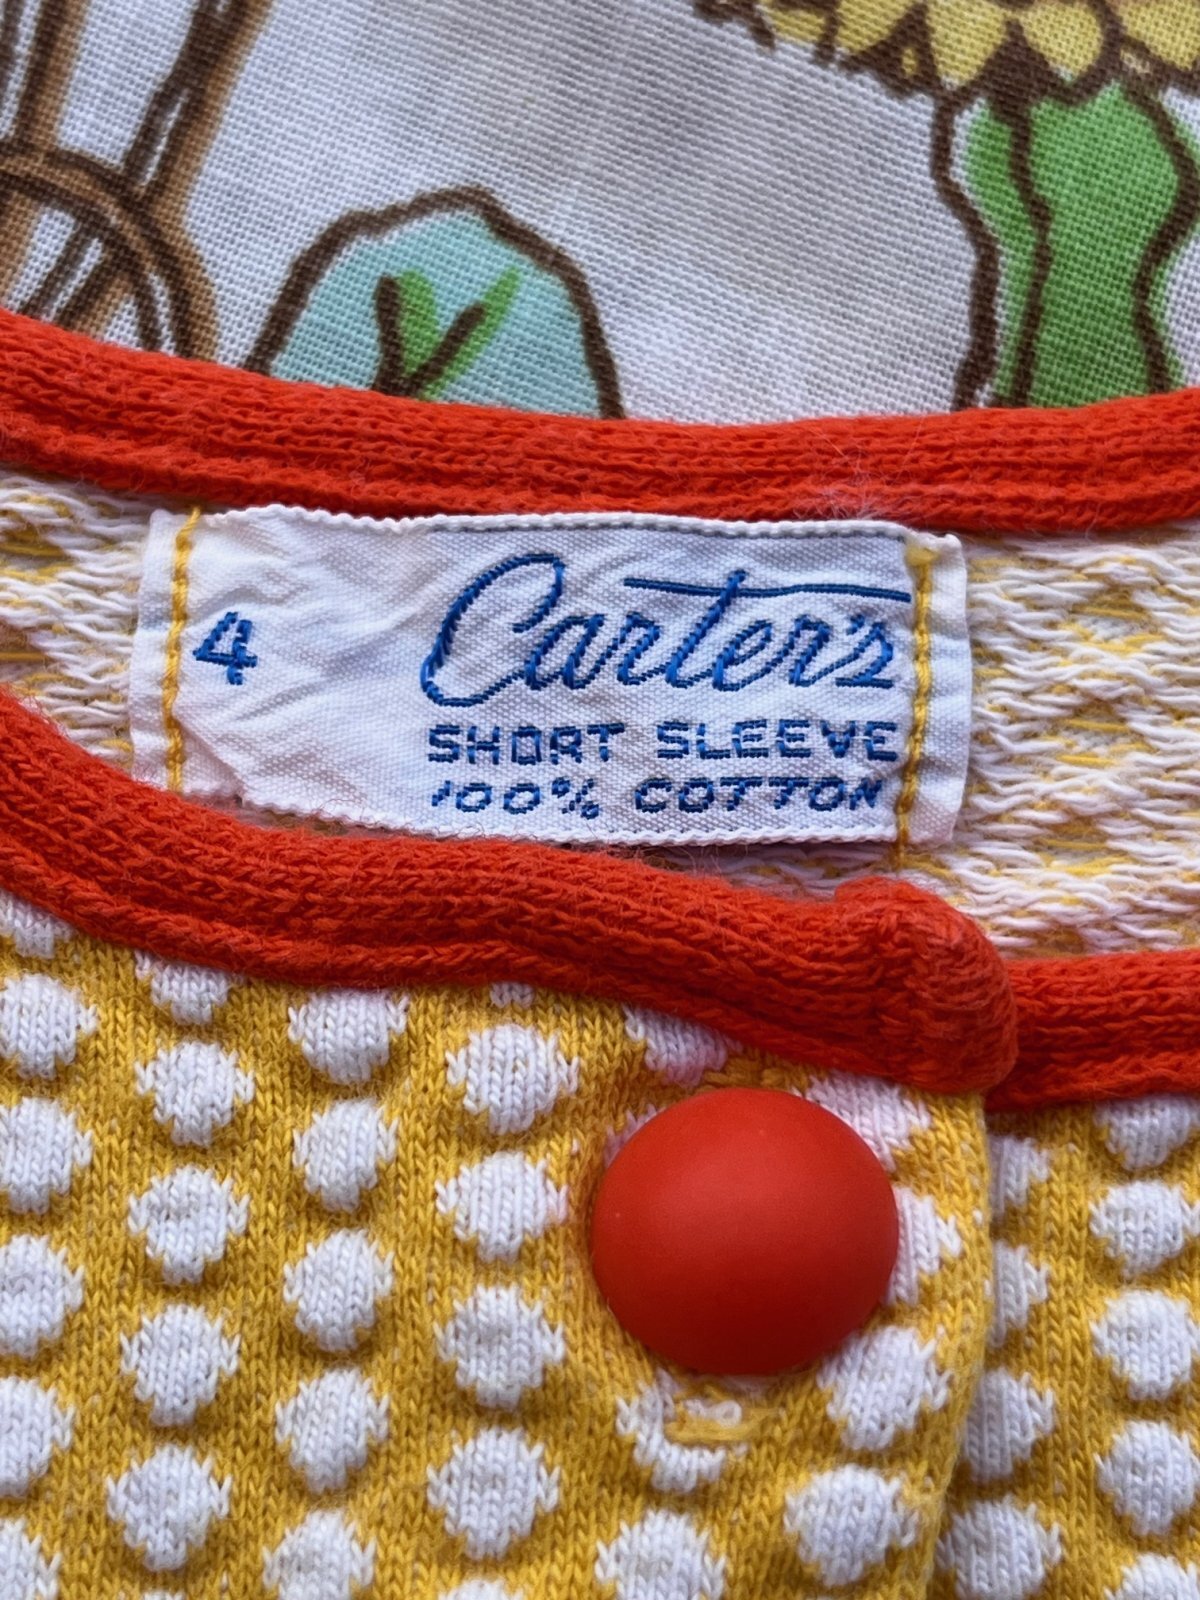 4
Carter's
SHORT SLEEVE
100% COTTON